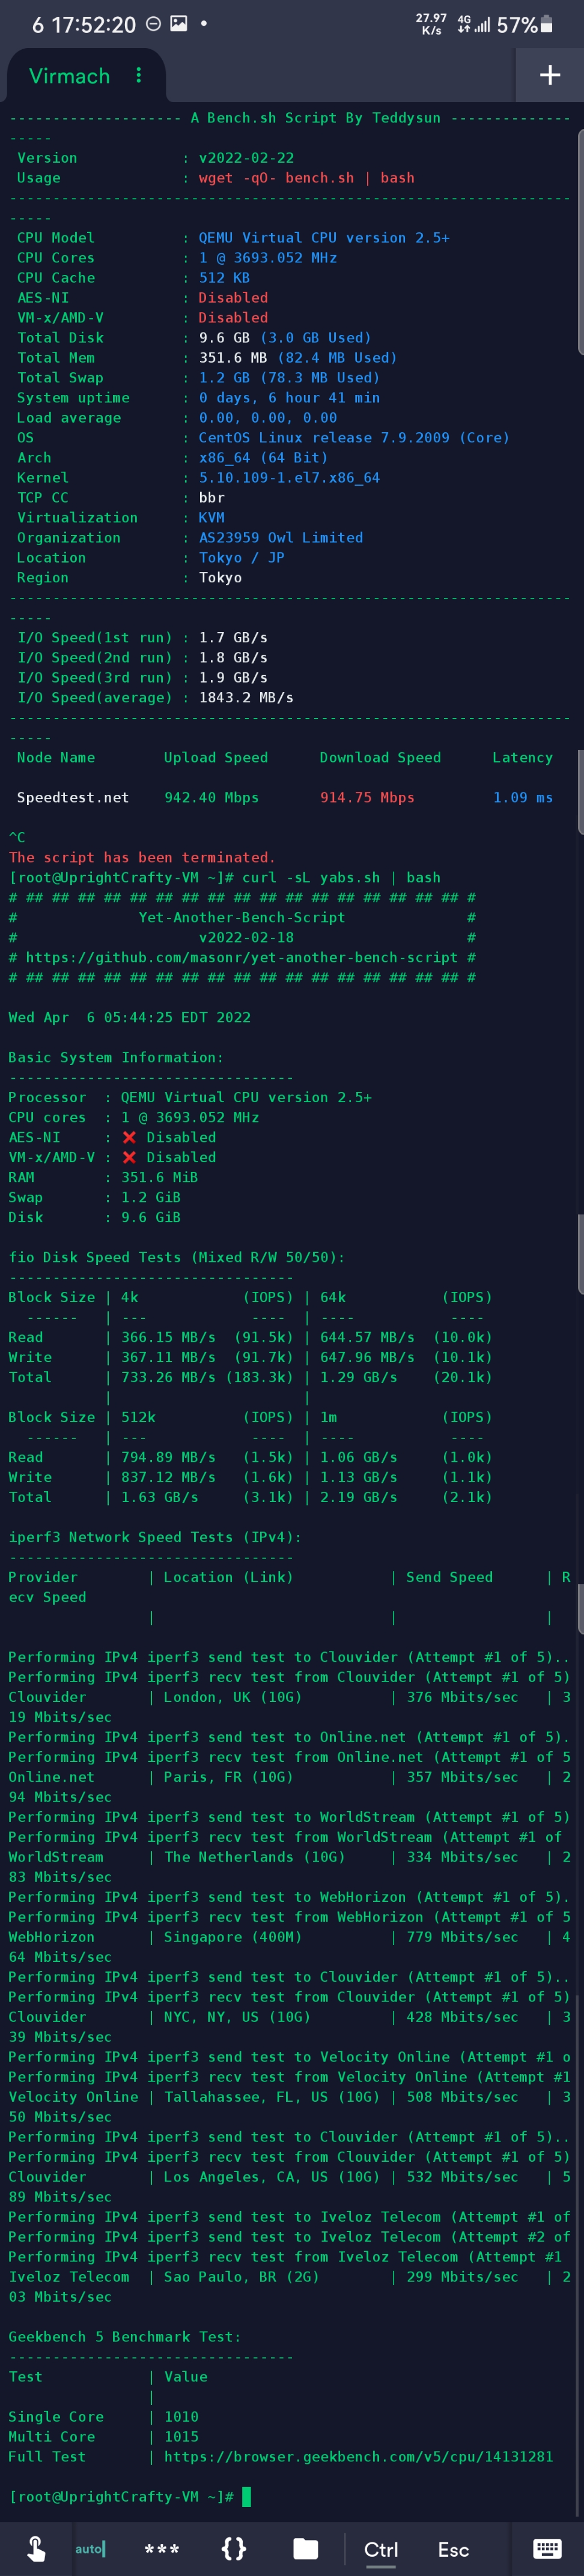 6 17:52:20
27.97 K/s 4G 57%
Virmach
-------------------- A Bench.sh Script By Teddysun --------------
-----
Version : v2022-02-22
Usage : wget -qO- bench.sh | bash
-----------------------------------------------------------------
-----
CPU Model : QEMU Virtual CPU version 2.5+
CPU Cores : 1 @ 3693.052 MHz
CPU Cache : 512 KB
AES-NI : Disabled
VM-x/AMD-V : Disabled
Total Disk : 9.6 GB (3.0 GB Used)
Total Mem : 351.6 MB (82.4 MB Used)
Total Swap : 1.2 GB (78.3 MB Used)
System uptime : 0 days, 6 hour 41 min
Load average : 0.00, 0.00, 0.00
OS : CentOS Linux release 7.9.2009 (Core)
Arch : x86_64 (64 Bit)
Kernel : 5.10.109-1.el7.x86_64
TCP CC : bbr
Virtualization : KVM
Organization : AS23959 Owl Limited
Location : Tokyo / JP
Region : Tokyo
-----------------------------------------------------------------
-----
I/O Speed(1st run) : 1.7 GB/s
I/O Speed(2nd run) : 1.8 GB/s
I/O Speed(3rd run) : 1.9 GB/s
I/O Speed(average) : 1843.2 MB/s
-----------------------------------------------------------------
-----
Node Name Upload Speed Download Speed Latency
Speedtest.net 942.40 Mbps 914.75 Mbps 1.09 ms
^C
The script has been terminated.
[root@UprightCrafty-VM ~]# curl -sL yabs.sh | bash
# ## ## ## ## ## ## ## ## ## ## ## ## ## ## ## ## ## #
# Yet-Another-Bench-Script #
# v2022-02-18 #
# https://github.com/masonr/yet-another-bench-script #
# ## ## ## ## ## ## ## ## ## ## ## ## ## ## ## ## ## #
Wed Apr  6 05:44:25 EDT 2022
Basic System Information:
---------------------------------
Processor : QEMU Virtual CPU version 2.5+
CPU cores : 1 @ 3693.052 MHz
AES-NI : ❌ Disabled
VM-x/AMD-V : ❌ Disabled
RAM : 351.6 MiB
Swap : 1.2 GiB
Disk : 9.6 GiB
fio Disk Speed Tests (Mixed R/W 50/50):
---------------------------------
Block Size | 4k (IOPS) | 64k (IOPS)
------ | --- ---- | ---- ----
Read | 366.15 MB/s (91.5k) | 644.57 MB/s (10.0k)
Write | 367.11 MB/s (91.7k) | 647.96 MB/s (10.1k)
Total | 733.26 MB/s (183.3k) | 1.29 GB/s (20.1k)
| |
Block Size | 512k (IOPS) | 1m (IOPS)
------ | --- ---- | ---- ----
Read | 794.89 MB/s (1.5k) | 1.06 GB/s (1.0k)
Write | 837.12 MB/s (1.6k) | 1.13 GB/s (1.1k)
Total | 1.63 GB/s (3.1k) | 2.19 GB/s (2.1k)
iperf3 Network Speed Tests (IPv4):
---------------------------------
Provider | Location (Link) | Send Speed | R
ecv Speed
| | |
Performing IPv4 iperf3 send test to Clouvider (Attempt #1 of 5)..
Performing IPv4 iperf3 recv test from Clouvider (Attempt #1 of 5)
Clouvider | London, UK (10G) | 376 Mbits/sec | 3
19 Mbits/sec
Performing IPv4 iperf3 send test to Online.net (Attempt #1 of 5).
Performing IPv4 iperf3 recv test from Online.net (Attempt #1 of 5
Online.net | Paris, FR (10G) | 357 Mbits/sec | 2
94 Mbits/sec
Performing IPv4 iperf3 send test to WorldStream (Attempt #1 of 5)
Performing IPv4 iperf3 recv test from WorldStream (Attempt #1 of
WorldStream | The Netherlands (10G) | 334 Mbits/sec | 2
83 Mbits/sec
Performing IPv4 iperf3 send test to WebHorizon (Attempt #1 of 5).
Performing IPv4 iperf3 recv test from WebHorizon (Attempt #1 of 5
WebHorizon | Singapore (400M) | 779 Mbits/sec | 4
64 Mbits/sec
Performing IPv4 iperf3 send test to Clouvider (Attempt #1 of 5)..
Performing IPv4 iperf3 recv test from Clouvider (Attempt #1 of 5)
Clouvider | NYC, NY, US (10G) | 428 Mbits/sec | 3
39 Mbits/sec
Performing IPv4 iperf3 send test to Velocity Online (Attempt #1 o
Performing IPv4 iperf3 recv test from Velocity Online (Attempt #1
Velocity Online | Tallahassee, FL, US (10G) | 508 Mbits/sec | 3
50 Mbits/sec
Performing IPv4 iperf3 send test to Clouvider (Attempt #1 of 5)..
Performing IPv4 iperf3 recv test from Clouvider (Attempt #1 of 5)
Clouvider | Los Angeles, CA, US (10G) | 532 Mbits/sec | 5
89 Mbits/sec
Performing IPv4 iperf3 send test to Iveloz Telecom (Attempt #1 of
Performing IPv4 iperf3 send test to Iveloz Telecom (Attempt #2 of
Performing IPv4 iperf3 recv test from Iveloz Telecom (Attempt #1
Iveloz Telecom | Sao Paulo, BR (2G) | 299 Mbits/sec | 2
03 Mbits/sec
Geekbench 5 Benchmark Test:
---------------------------------
Test | Value
|
Single Core | 1010
Multi Core | 1015
Full Test | https://browser.geekbench.com/v5/cpu/14131281
[root@UprightCrafty-VM ~]#
auto *** {} Ctrl Esc